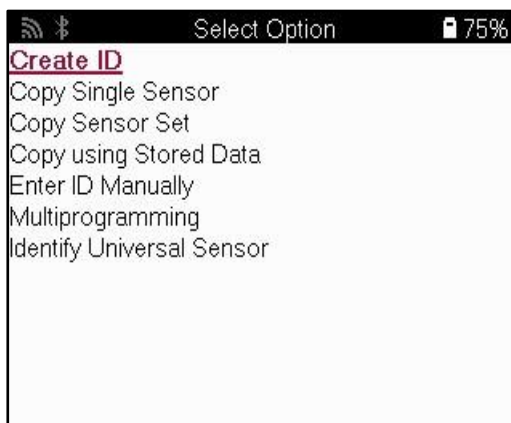 Select Option 75%
Create ID
Copy Single Sensor
Copy Sensor Set
Copy using Stored Data
Enter ID Manually
Multiprogramming
Identify Universal Sensor